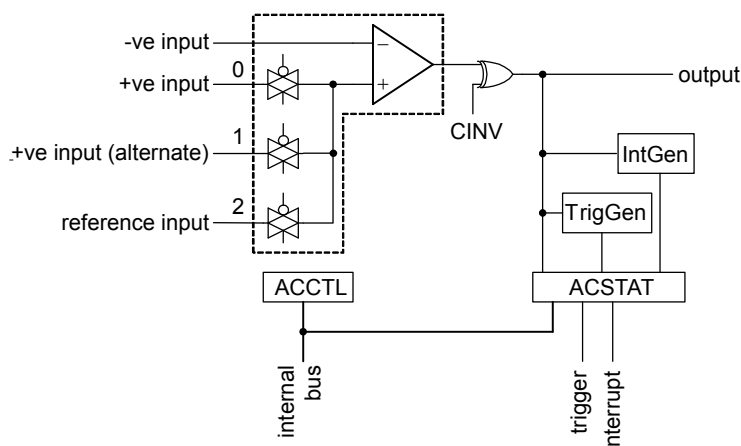 -ve input
+ve input
0
output
CINV
1
+ve input (alternate)
IntGen
TrigGen
reference input
2
ACCTL
ACSTAT
internal
bus
trigger
nterrupt